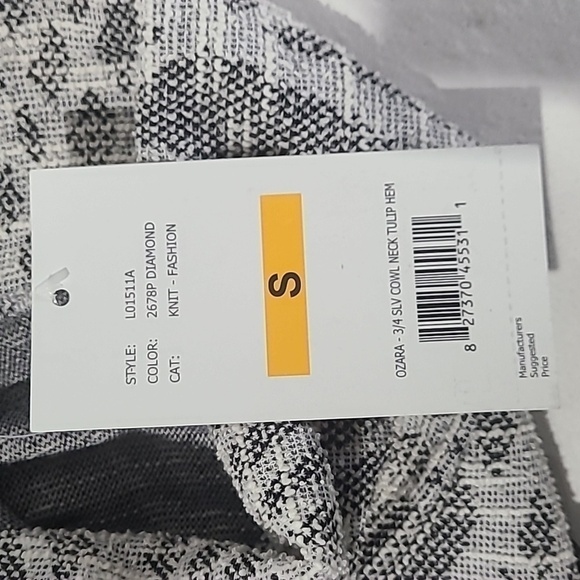 STYLE: L01511A
COLOR: 2678P DIAMOND
CAT: KNIT - FASHION
S
OZARA - 3/4 SLV COWL NECK TULIP HEM
8 27370 45531 1
Manufacturers
Suggested
Price